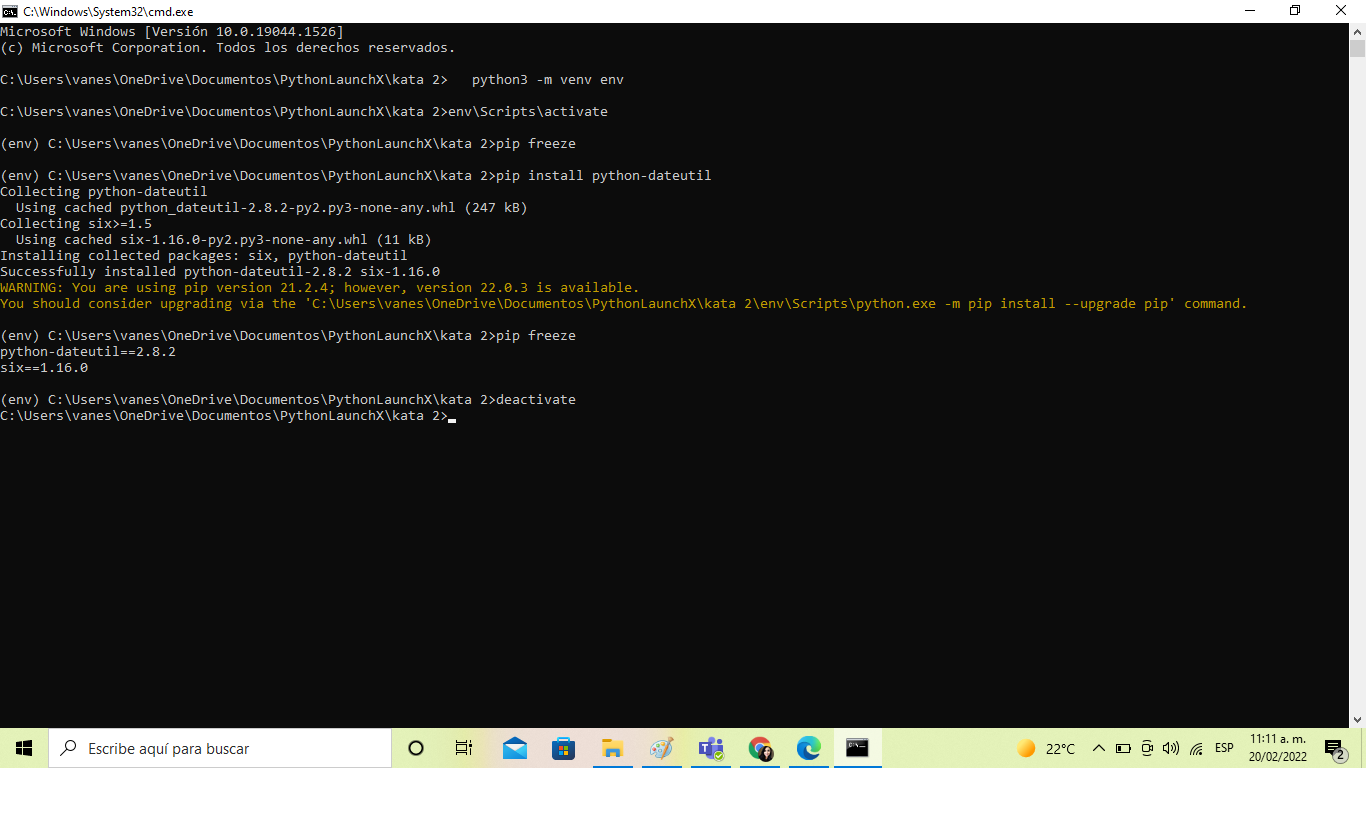 C:\Windows\System32\cmd.exe
Microsoft Windows [Versión 10.0.19044.1526]
(c) Microsoft Corporation. Todos los derechos reservados.
C:\Users\vanes\OneDrive\Documentos\PythonLaunchX\kata 2>   python3 -m venv env
C:\Users\vanes\OneDrive\Documentos\PythonLaunchX\kata 2>env\Scripts\activate
(env) C:\Users\vanes\OneDrive\Documentos\PythonLaunchX\kata 2>pip freeze
(env) C:\Users\vanes\OneDrive\Documentos\PythonLaunchX\kata 2>pip install python-dateutil
Collecting python-dateutil
  Using cached python_dateutil-2.8.2-py2.py3-none-any.whl (247 kB)
Collecting six>=1.5
  Using cached six-1.16.0-py2.py3-none-any.whl (11 kB)
Installing collected packages: six, python-dateutil
Successfully installed python-dateutil-2.8.2 six-1.16.0
WARNING: You are using pip version 21.2.4; however, version 22.0.3 is available.
You should consider upgrading via the 'C:\Users\vanes\OneDrive\Documentos\PythonLaunchX\kata 2\env\Scripts\python.exe -m pip install --upgrade pip' command.
(env) C:\Users\vanes\OneDrive\Documentos\PythonLaunchX\kata 2>pip freeze
python-dateutil==2.8.2
six==1.16.0
(env) C:\Users\vanes\OneDrive\Documentos\PythonLaunchX\kata 2>deactivate
C:\Users\vanes\OneDrive\Documentos\PythonLaunchX\kata 2>
Escribe aquí para buscar
22°C
ESP
11:11 a. m.
20/02/2022
2